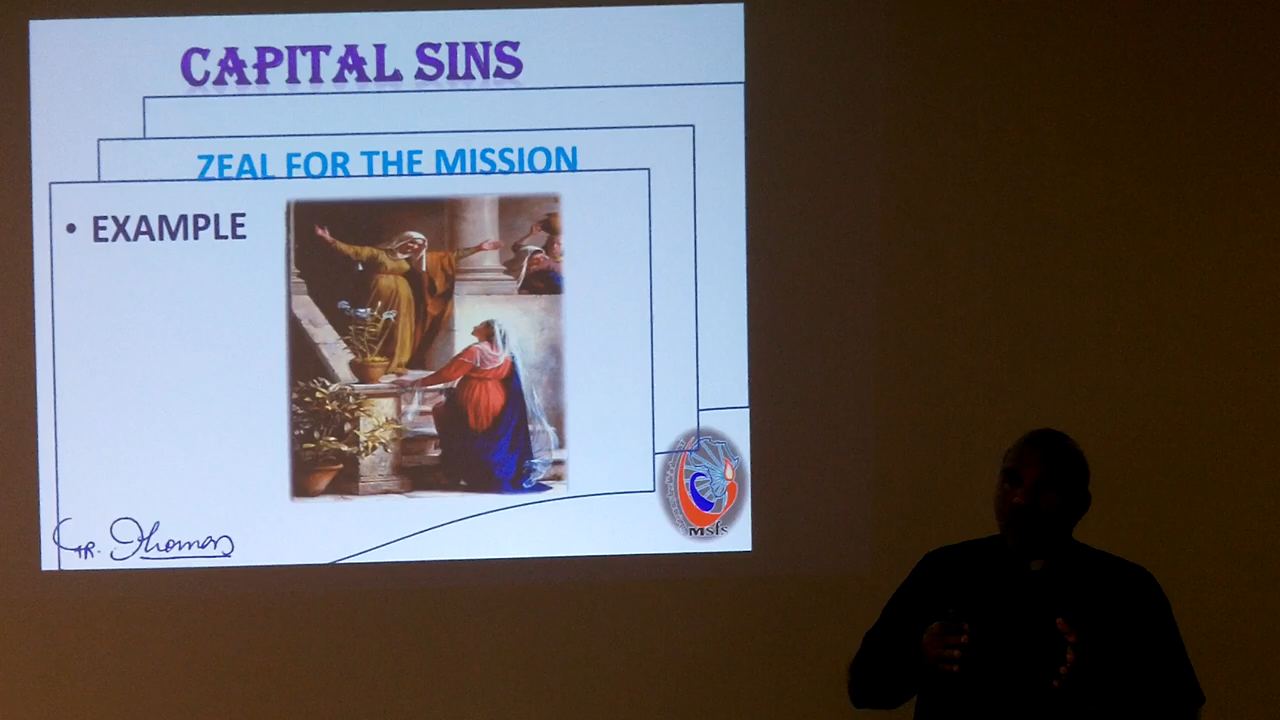 CAPITAL SINS
ZEAL FOR THE MISSION
• EXAMPLE
FR. Thomas
Msfs